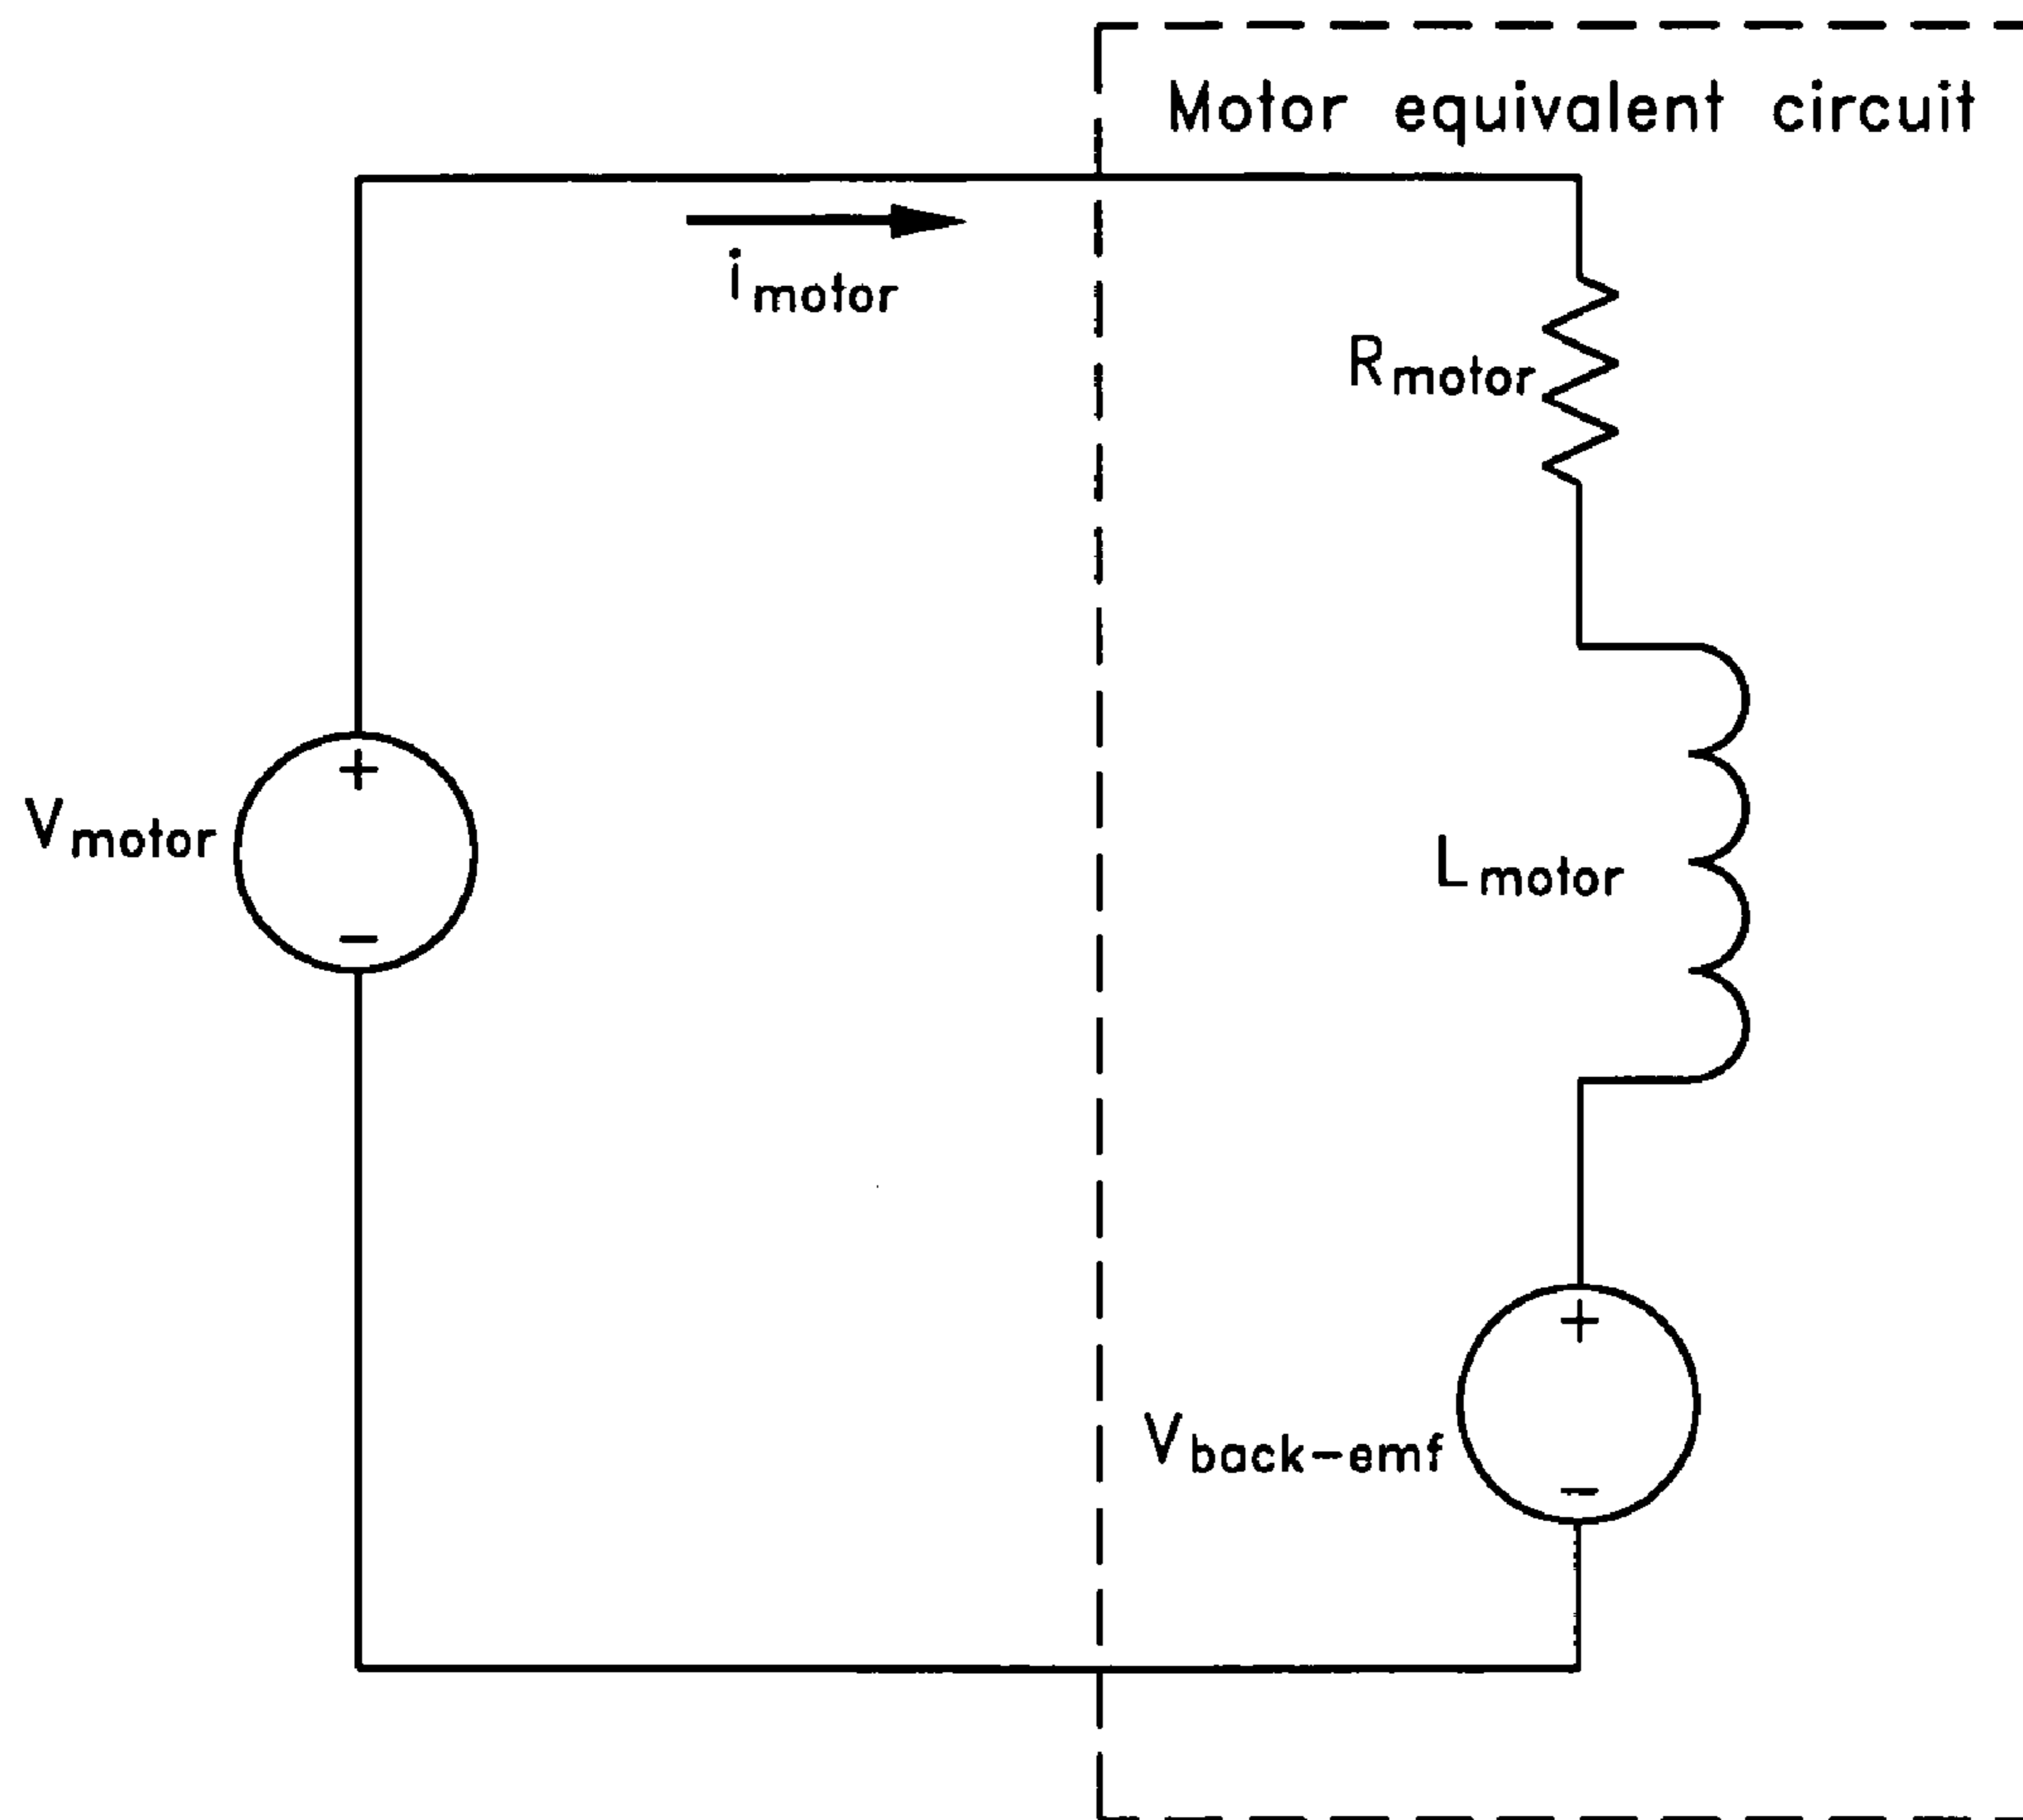 Motor equivalent circuit
imotor
Rmotor
+
Vmotor
Lmotor
−
+
Vback-emf
−